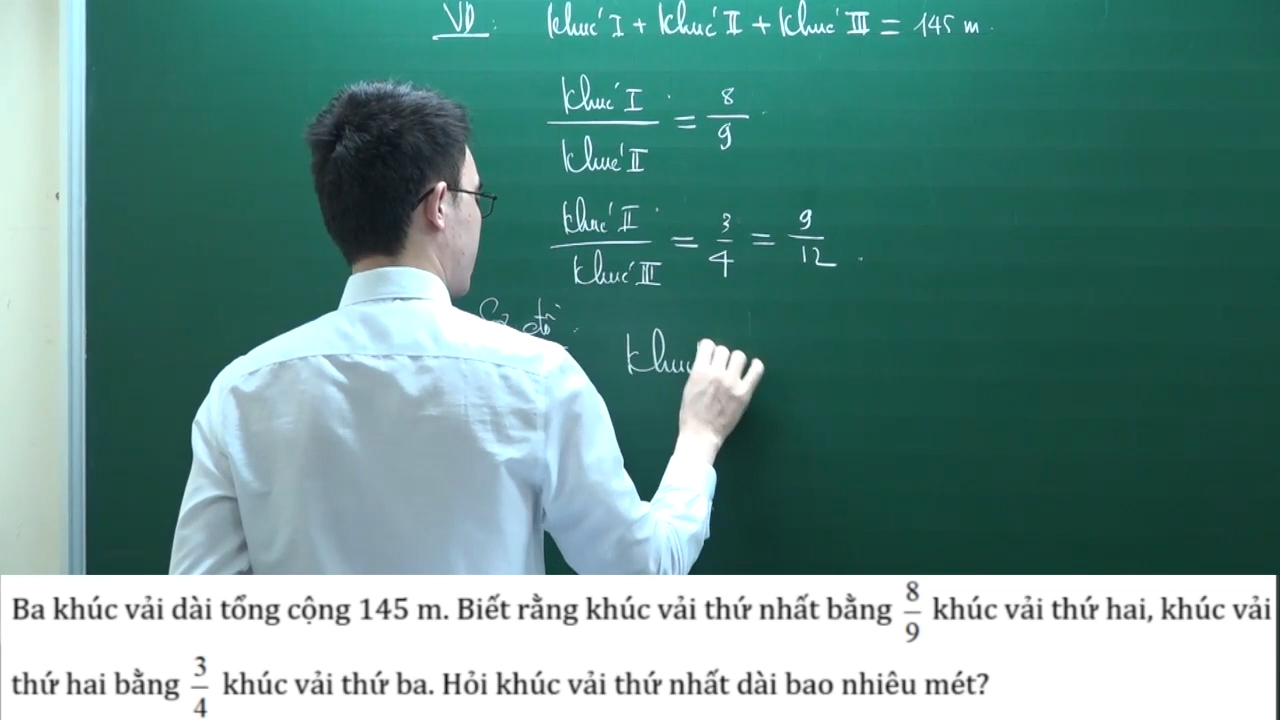 VD: khúc I + khúc II + khúc III = 145 m.
khúc I / khúc II = 8/9
khúc II / khúc III = 3/4 = 9/12.
Sơ đồ:
khúc
Ba khúc vải dài tổng cộng 145 m. Biết rằng khúc vải thứ nhất bằng 8/9 khúc vải thứ hai, khúc vải
thứ hai bằng 3/4 khúc vải thứ ba. Hỏi khúc vải thứ nhất dài bao nhiêu mét?